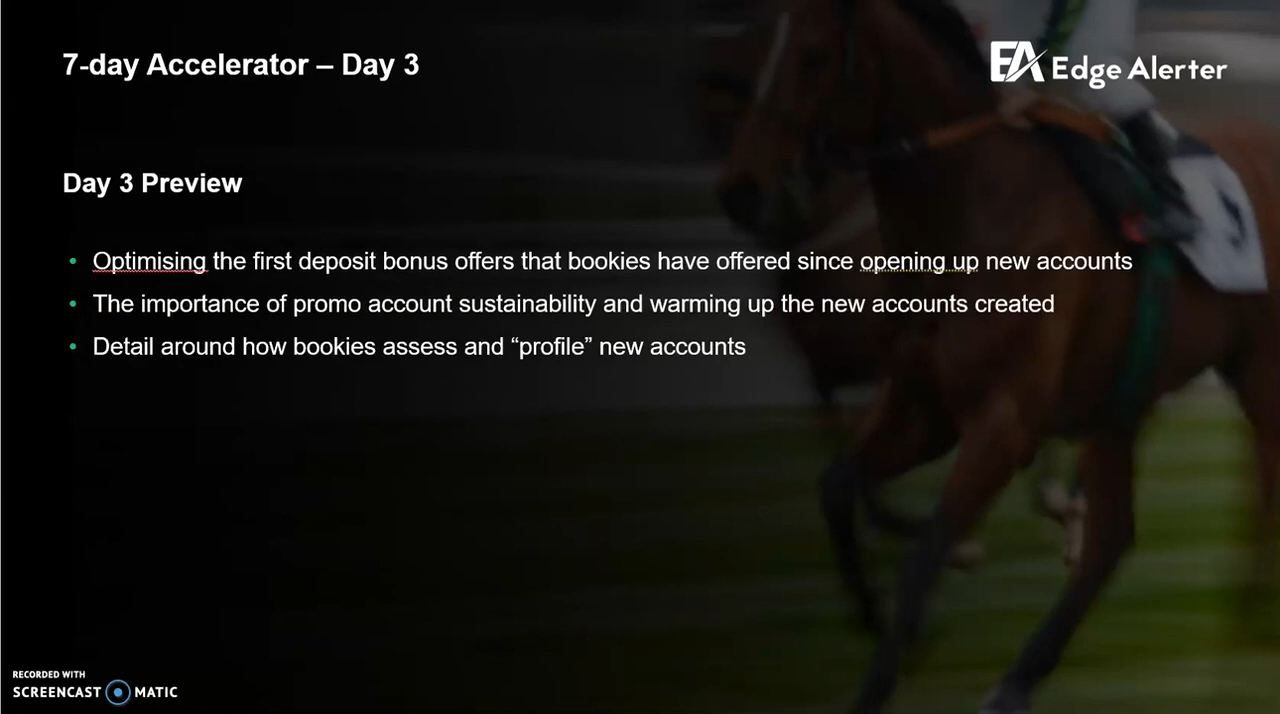 7-day Accelerator – Day 3
EA Edge Alerter
Day 3 Preview
• Optimising the first deposit bonus offers that bookies have offered since opening up new accounts
• The importance of promo account sustainability and warming up the new accounts created
• Detail around how bookies assess and “profile” new accounts
RECORDED WITH
SCREENCAST MATIC